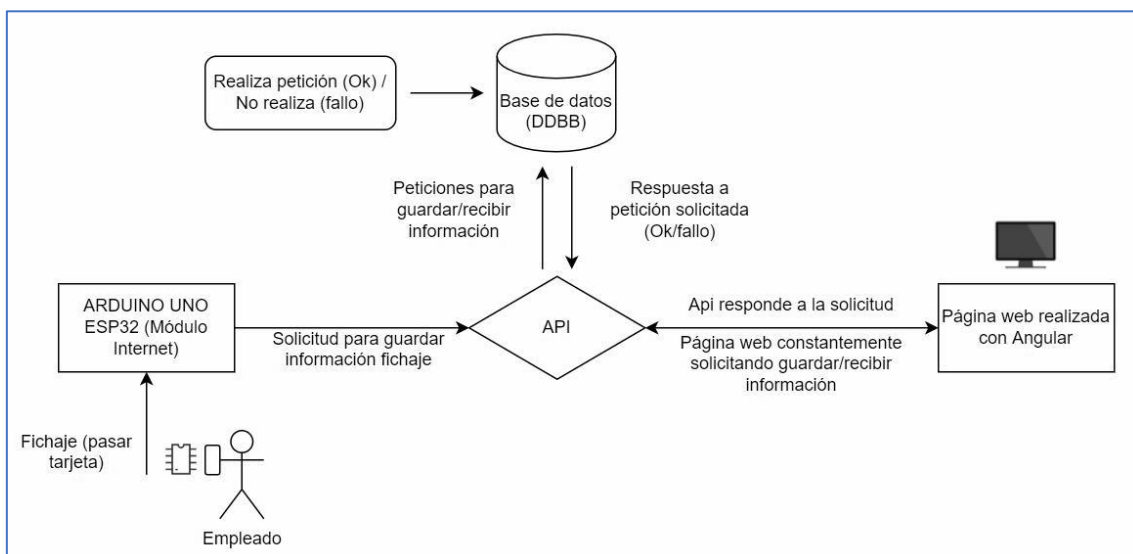 Realiza petición (Ok) /
No realiza (fallo)
Base de datos
(DDBB)
Peticiones para
guardar/recibir
información
Respuesta a
petición solicitada
(Ok/fallo)
ARDUINO UNO
ESP32 (Módulo
Internet)
Solicitud para guardar
información fichaje
API
Api responde a la solicitud
Página web constantemente
solicitando guardar/recibir
información
Página web realizada
con Angular
Fichaje (pasar
tarjeta)
Empleado